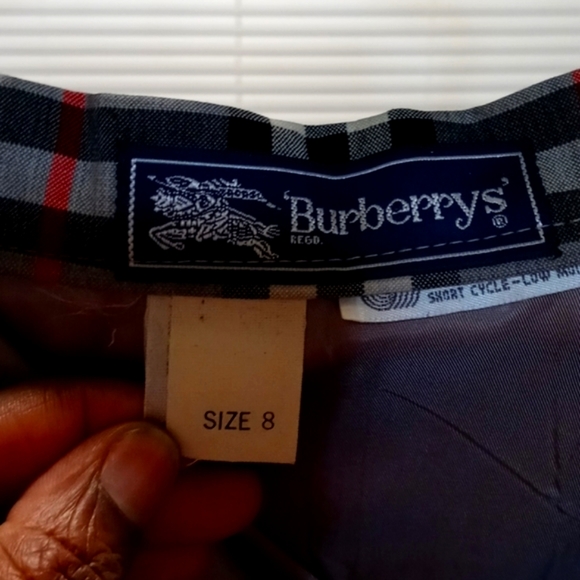 Burberrys®
REGD.
SIZE 8
SHORT CYCLE-LOW